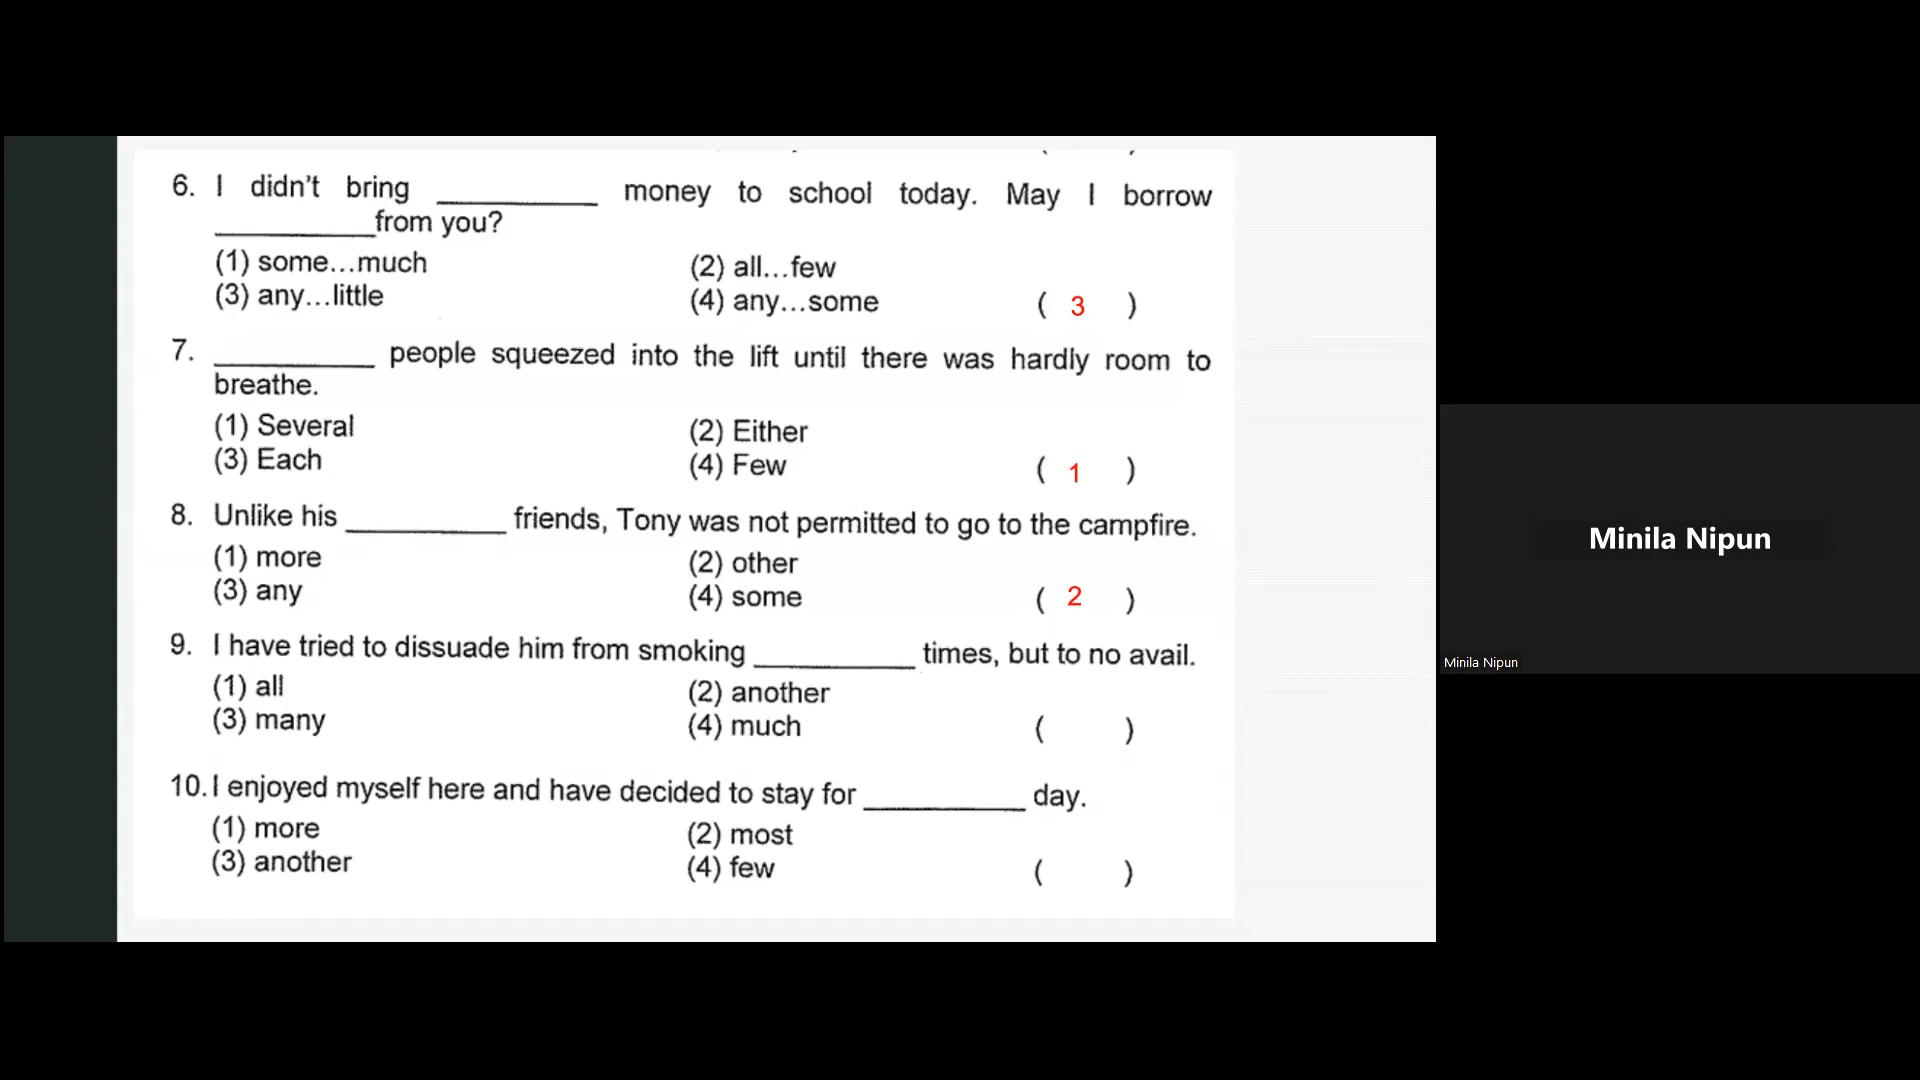 6. I didn't bring __________ money to school today. May I borrow
__________from you?
(1) some...much (2) all...few
(3) any...little (4) any...some ( 3 )
7. __________ people squeezed into the lift until there was hardly room to
breathe.
(1) Several (2) Either
(3) Each (4) Few ( 1 )
8. Unlike his __________ friends, Tony was not permitted to go to the campfire.
(1) more (2) other
(3) any (4) some ( 2 )
9. I have tried to dissuade him from smoking __________ times, but to no avail.
(1) all (2) another
(3) many (4) much ( )
10. I enjoyed myself here and have decided to stay for __________ day.
(1) more (2) most
(3) another (4) few ( )
Minila Nipun
Minila Nipun